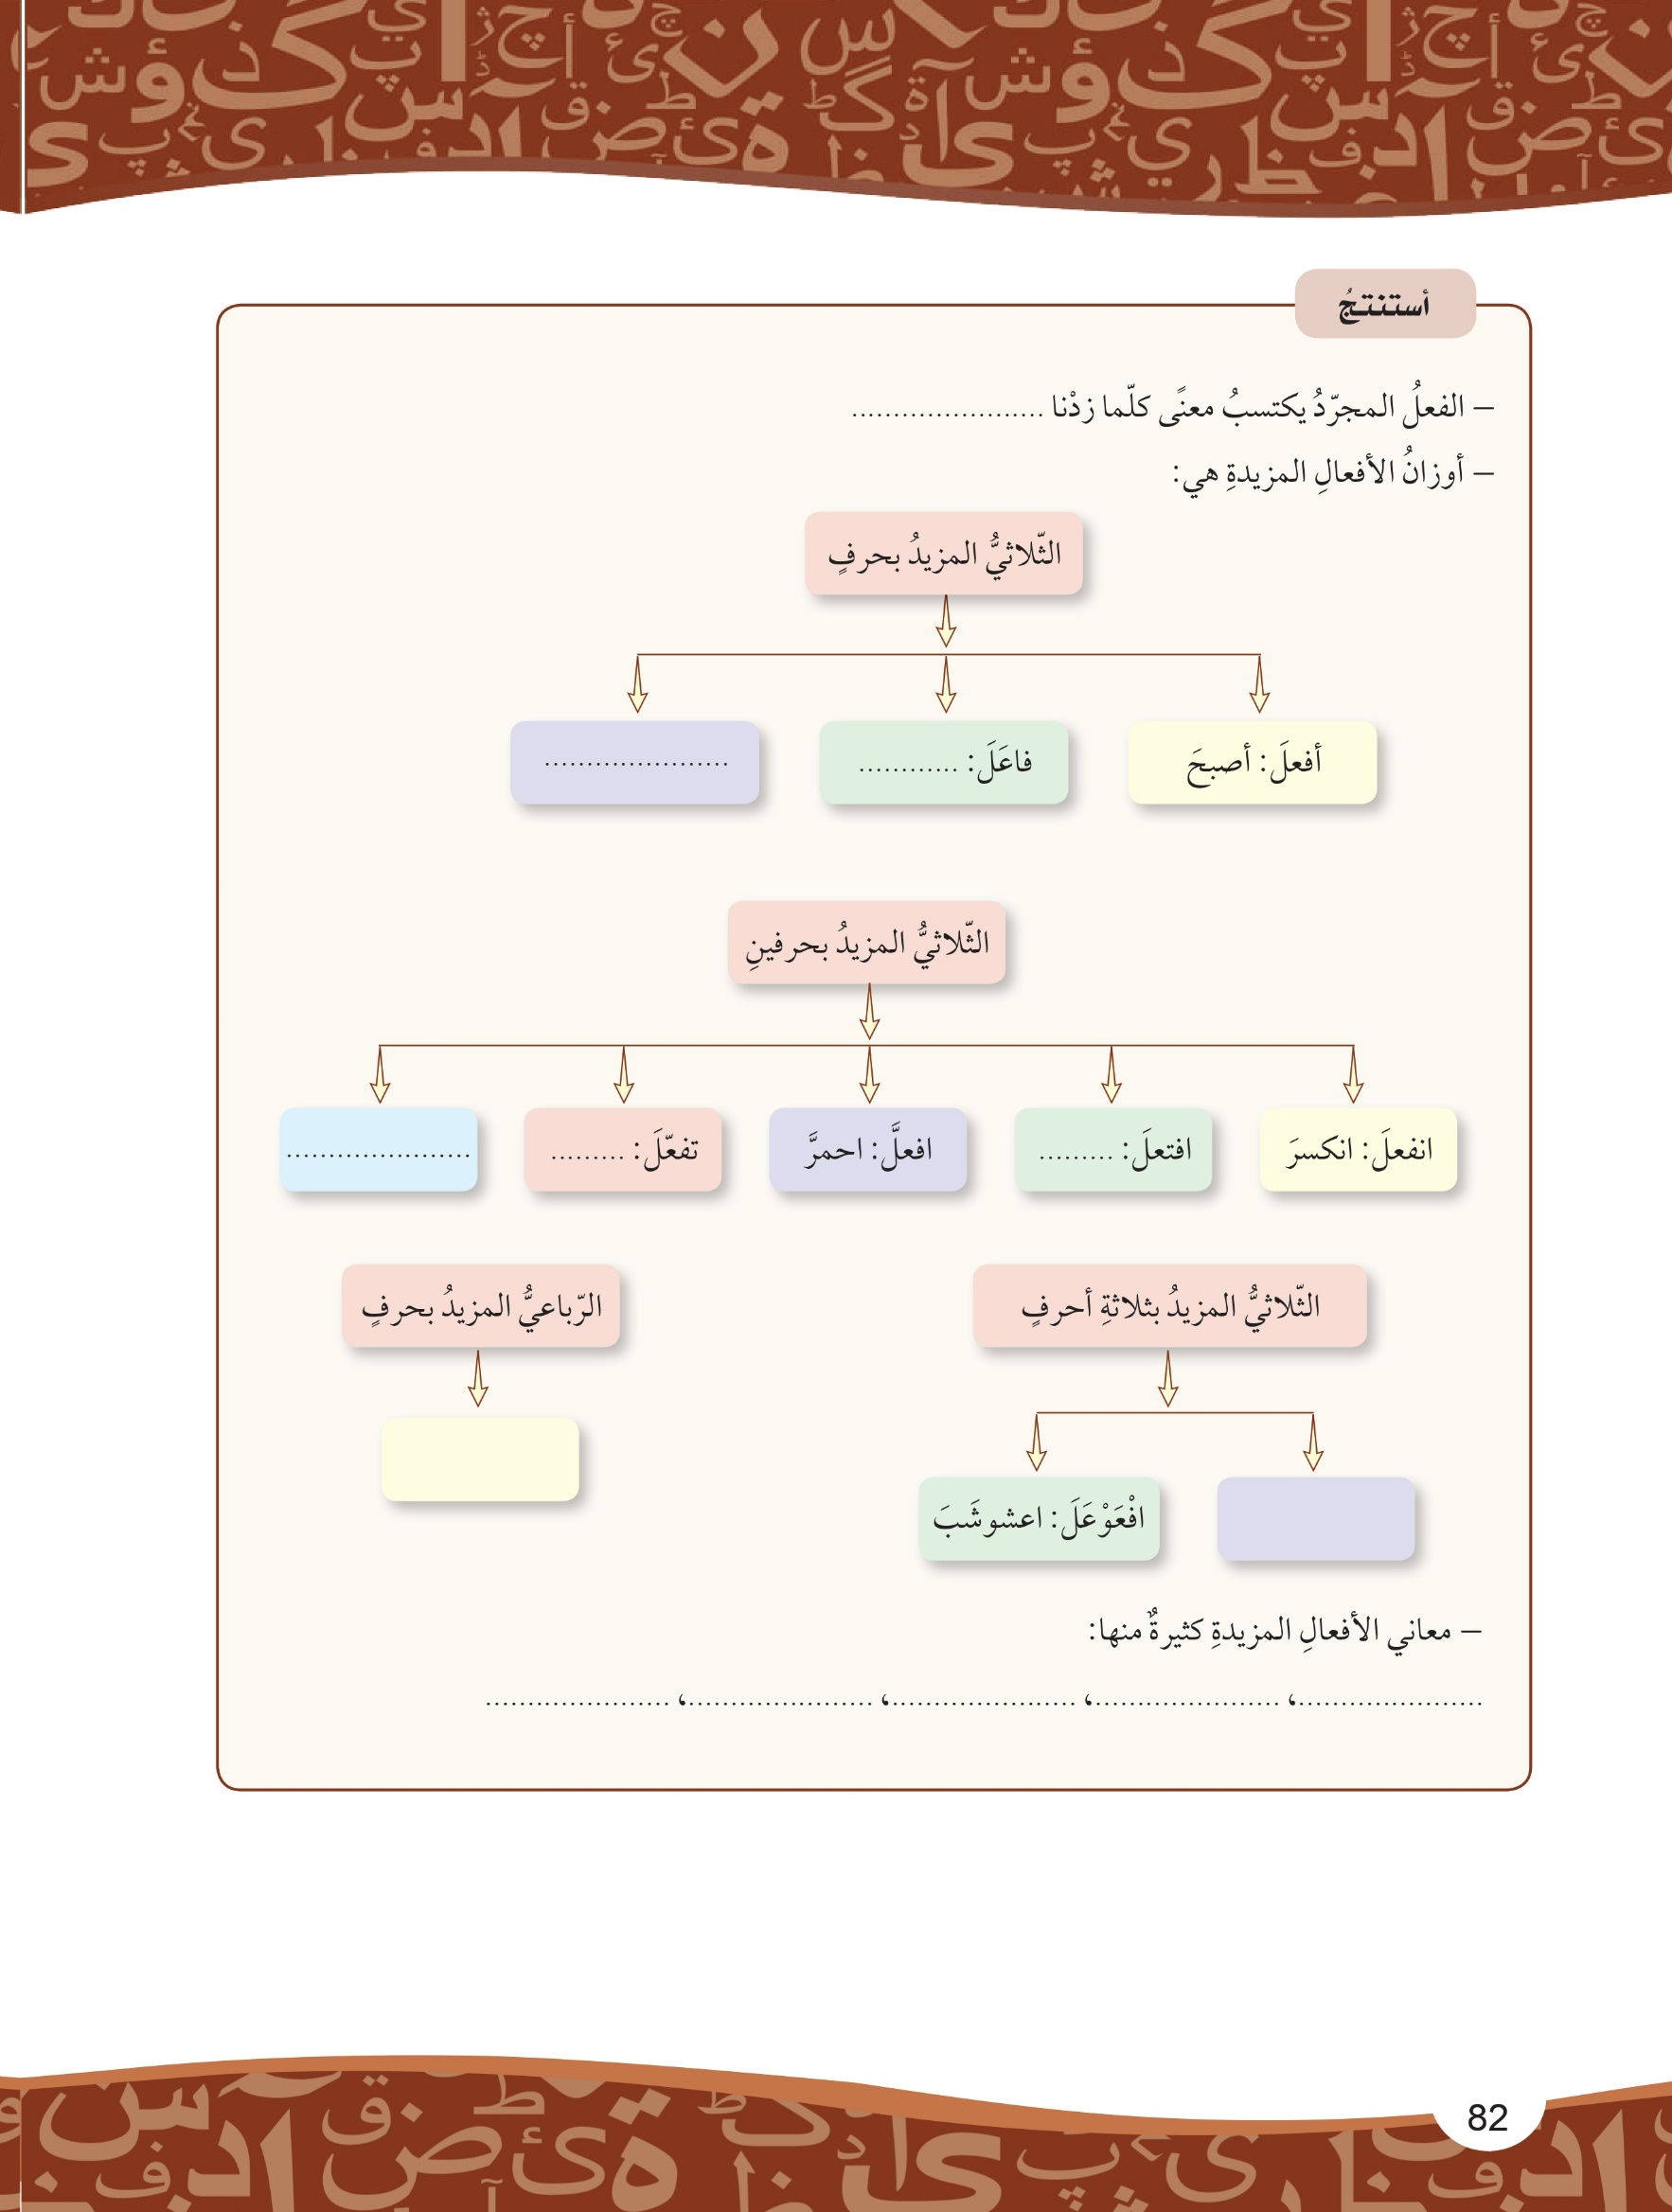 أستنتجُ
– الفعلُ المجرّدُ يكتسبُ معنًى كلّما زدْنا .......................
– أوزانُ الأفعالِ المزيدةِ هي:
الثّلاثيُّ المزيدُ بحرفٍ
أفعلَ: أصبحَ
فاعَلَ: ............
......................
الثّلاثيُّ المزيدُ بحرفينِ
انفعلَ: انكسرَ
افتعلَ: .........
افعلَّ: احمرَّ
تفعّلَ: .........
......................
الثّلاثيُّ المزيدُ بثلاثةِ أحرفٍ
الرّباعيُّ المزيدُ بحرفٍ
افْعَوْعَلَ: اعشوشَبَ
– معاني الأفعالِ المزيدةِ كثيرةٌ منها:
......................، ......................، ......................، ......................، ......................
82